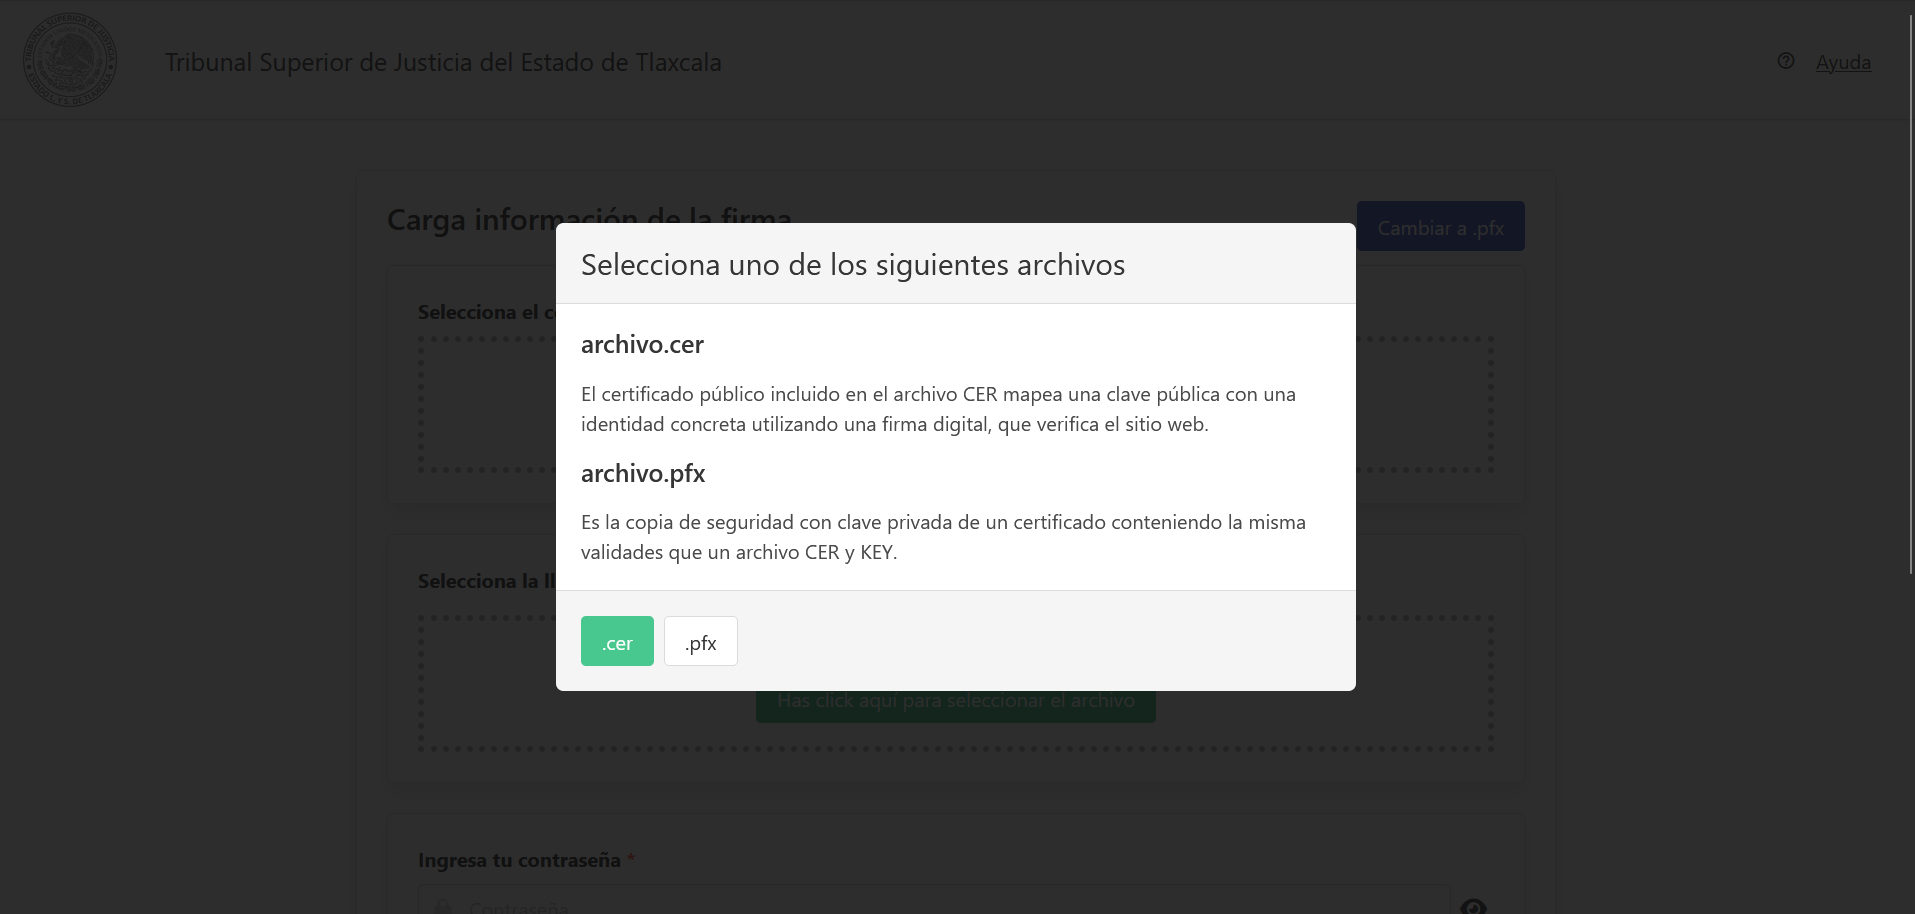 Tribunal Superior de Justicia del Estado de Tlaxcala
Ayuda
Carga información de la firma
Cambiar a .pfx
Selecciona uno de los siguientes archivos
Selecciona el
archivo.cer
El certificado público incluido en el archivo CER mapea una clave pública con una
identidad concreta utilizando una firma digital, que verifica el sitio web.
archivo.pfx
Es la copia de seguridad con clave privada de un certificado conteniendo la misma
validades que un archivo CER y KEY.
Selecciona la
.cer
.pfx
Has click aquí para seleccionar el archivo
Ingresa tu contraseña *
Contraseña